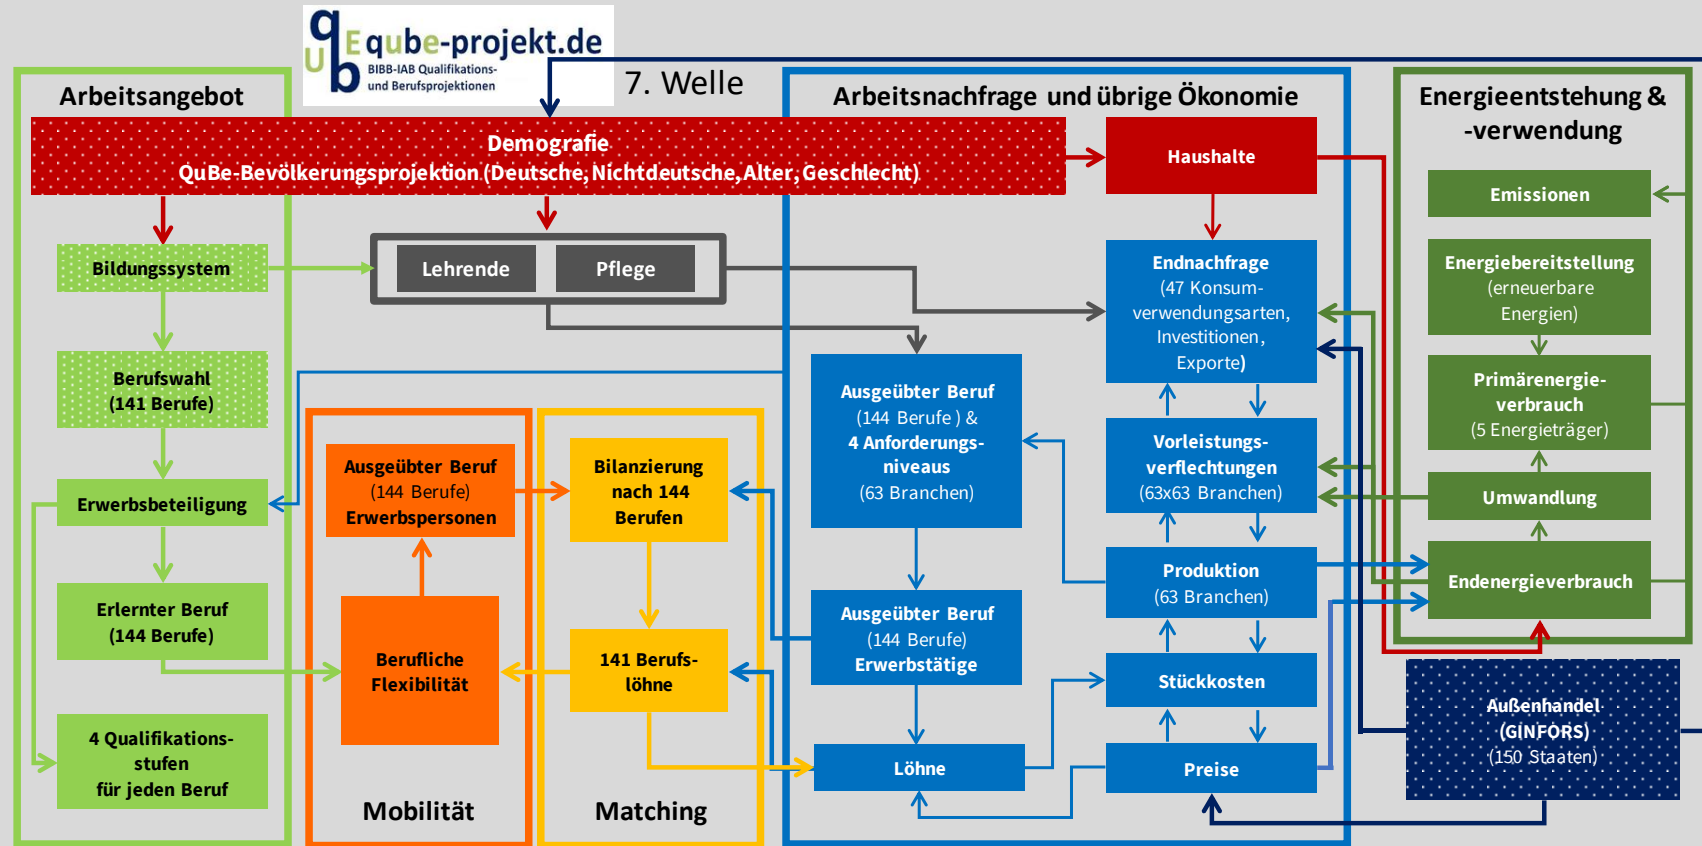 qube
qube-projekt.de
BIBB-IAB Qualifikations-
und Berufsprojektionen
7. Welle
Arbeitsangebot
Demografie
QuBe-Bevölkerungsprojektion (Deutsche, Nichtdeutsche, Alter, Geschlecht)
Bildungssystem
Lehrende
Pflege
Berufswahl
(141 Berufe)
Erwerbsbeteiligung
Erlernter Beruf
(144 Berufe)
4 Qualifikations-
stufen
für jeden Beruf
Ausgeübter Beruf
(144 Berufe)
Erwerbspersonen
Berufliche
Flexibilität
Mobilität
Bilanzierung
nach 144
Berufen
141 Berufs-
löhne
Matching
Arbeitsnachfrage und übrige Ökonomie
Haushalte
Endnachfrage
(47 Konsum-
verwendungsarten,
Investitionen,
Exporte)
Ausgeübter Beruf
(144 Berufe ) &
4 Anforderungs-
niveaus
(63 Branchen)
Vorleistungs-
verflechtungen
(63x63 Branchen)
Produktion
(63 Branchen)
Ausgeübter Beruf
(144 Berufe)
Erwerbstätige
Stückkosten
Löhne
Preise
Energieentstehung &
-verwendung
Emissionen
Energiebereitstellung
(erneuerbare
Energien)
Primärenergie-
verbrauch
(5 Energieträger)
Umwandlung
Endenergieverbrauch
Außenhandel
(GINFORS)
(150 Staaten)